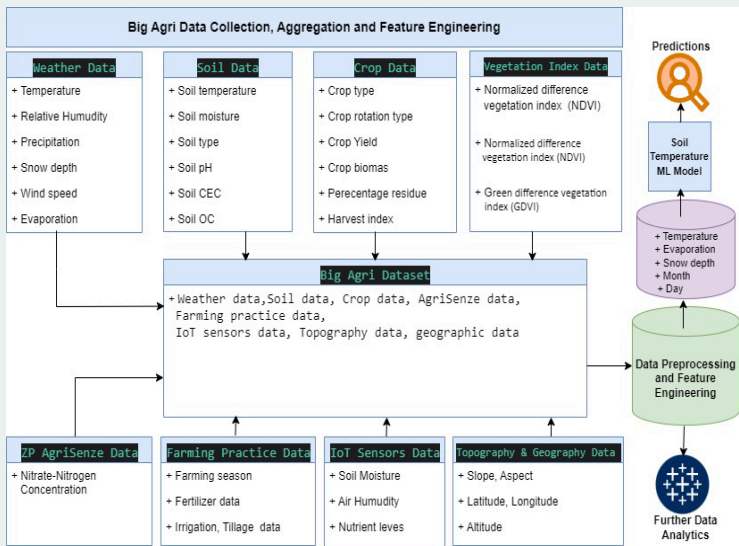 Big Agri Data Collection, Aggregation and Feature Engineering
Weather Data
+ Temperature
+ Relative Humudity
+ Precipitation
+ Snow depth
+ Wind speed
+ Evaporation
Soil Data
+ Soil temperature
+ Soil moisture
+ Soil type
+ Soil pH
+ Soil CEC
+ Soil OC
Crop Data
+ Crop type
+ Crop rotation type
+ Crop Yield
+ Crop biomas
+ Perecentage residue
+ Harvest index
Vegetation Index Data
+ Normalized difference
vegetation index (NDVI)
+ Normalized difference
vegetation index (NDVI)
+ Green difference vegetation
index (GDVI)
Predictions
Soil
Temperature
ML Model
+ Temperature
+ Evaporation
+ Snow depth
+ Month
+ Day
Big Agri Dataset
+ Weather data,Soil data, Crop data, AgriSenze data,
Farming practice data,
IoT sensors data, Topography data, geographic data
Data Preprocessing
and Feature
Engineering
ZP AgriSenze Data
+ Nitrate-Nitrogen
Concentration
Farming Practice Data
+ Farming season
+ Fertilizer data
+ Irrigation, Tillage data
IoT Sensors Data
+ Soil Moisture
+ Air Humudity
+ Nutrient leves
Topography & Geography Data
+ Slope, Aspect
+ Latitude, Longitude
+ Altitude
Further Data
Analytics